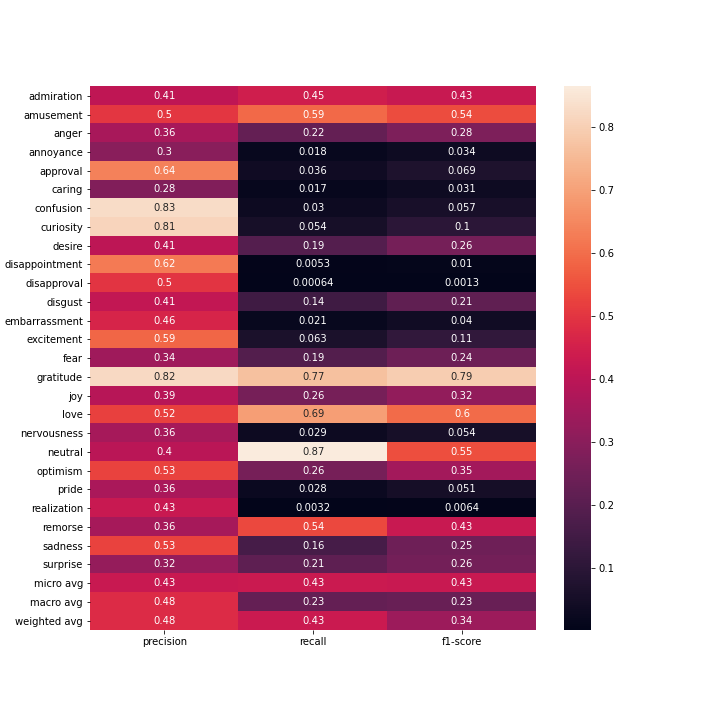 admiration 0.41 0.45 0.43
amusement 0.5 0.59 0.54
anger 0.36 0.22 0.28
annoyance 0.3 0.018 0.034
approval 0.64 0.036 0.069
caring 0.28 0.017 0.031
confusion 0.83 0.03 0.057
curiosity 0.81 0.054 0.1
desire 0.41 0.19 0.26
disappointment 0.62 0.0053 0.01
disapproval 0.5 0.00064 0.0013
disgust 0.41 0.14 0.21
embarrassment 0.46 0.021 0.04
excitement 0.59 0.063 0.11
fear 0.34 0.19 0.24
gratitude 0.82 0.77 0.79
joy 0.39 0.26 0.32
love 0.52 0.69 0.6
nervousness 0.36 0.029 0.054
neutral 0.4 0.87 0.55
optimism 0.53 0.26 0.35
pride 0.36 0.028 0.051
realization 0.43 0.0032 0.0064
remorse 0.36 0.54 0.43
sadness 0.53 0.16 0.25
surprise 0.32 0.21 0.26
micro avg 0.43 0.43 0.43
macro avg 0.48 0.23 0.23
weighted avg 0.48 0.43 0.34
precision recall f1-score
0.8
0.7
0.6
0.5
0.4
0.3
0.2
0.1